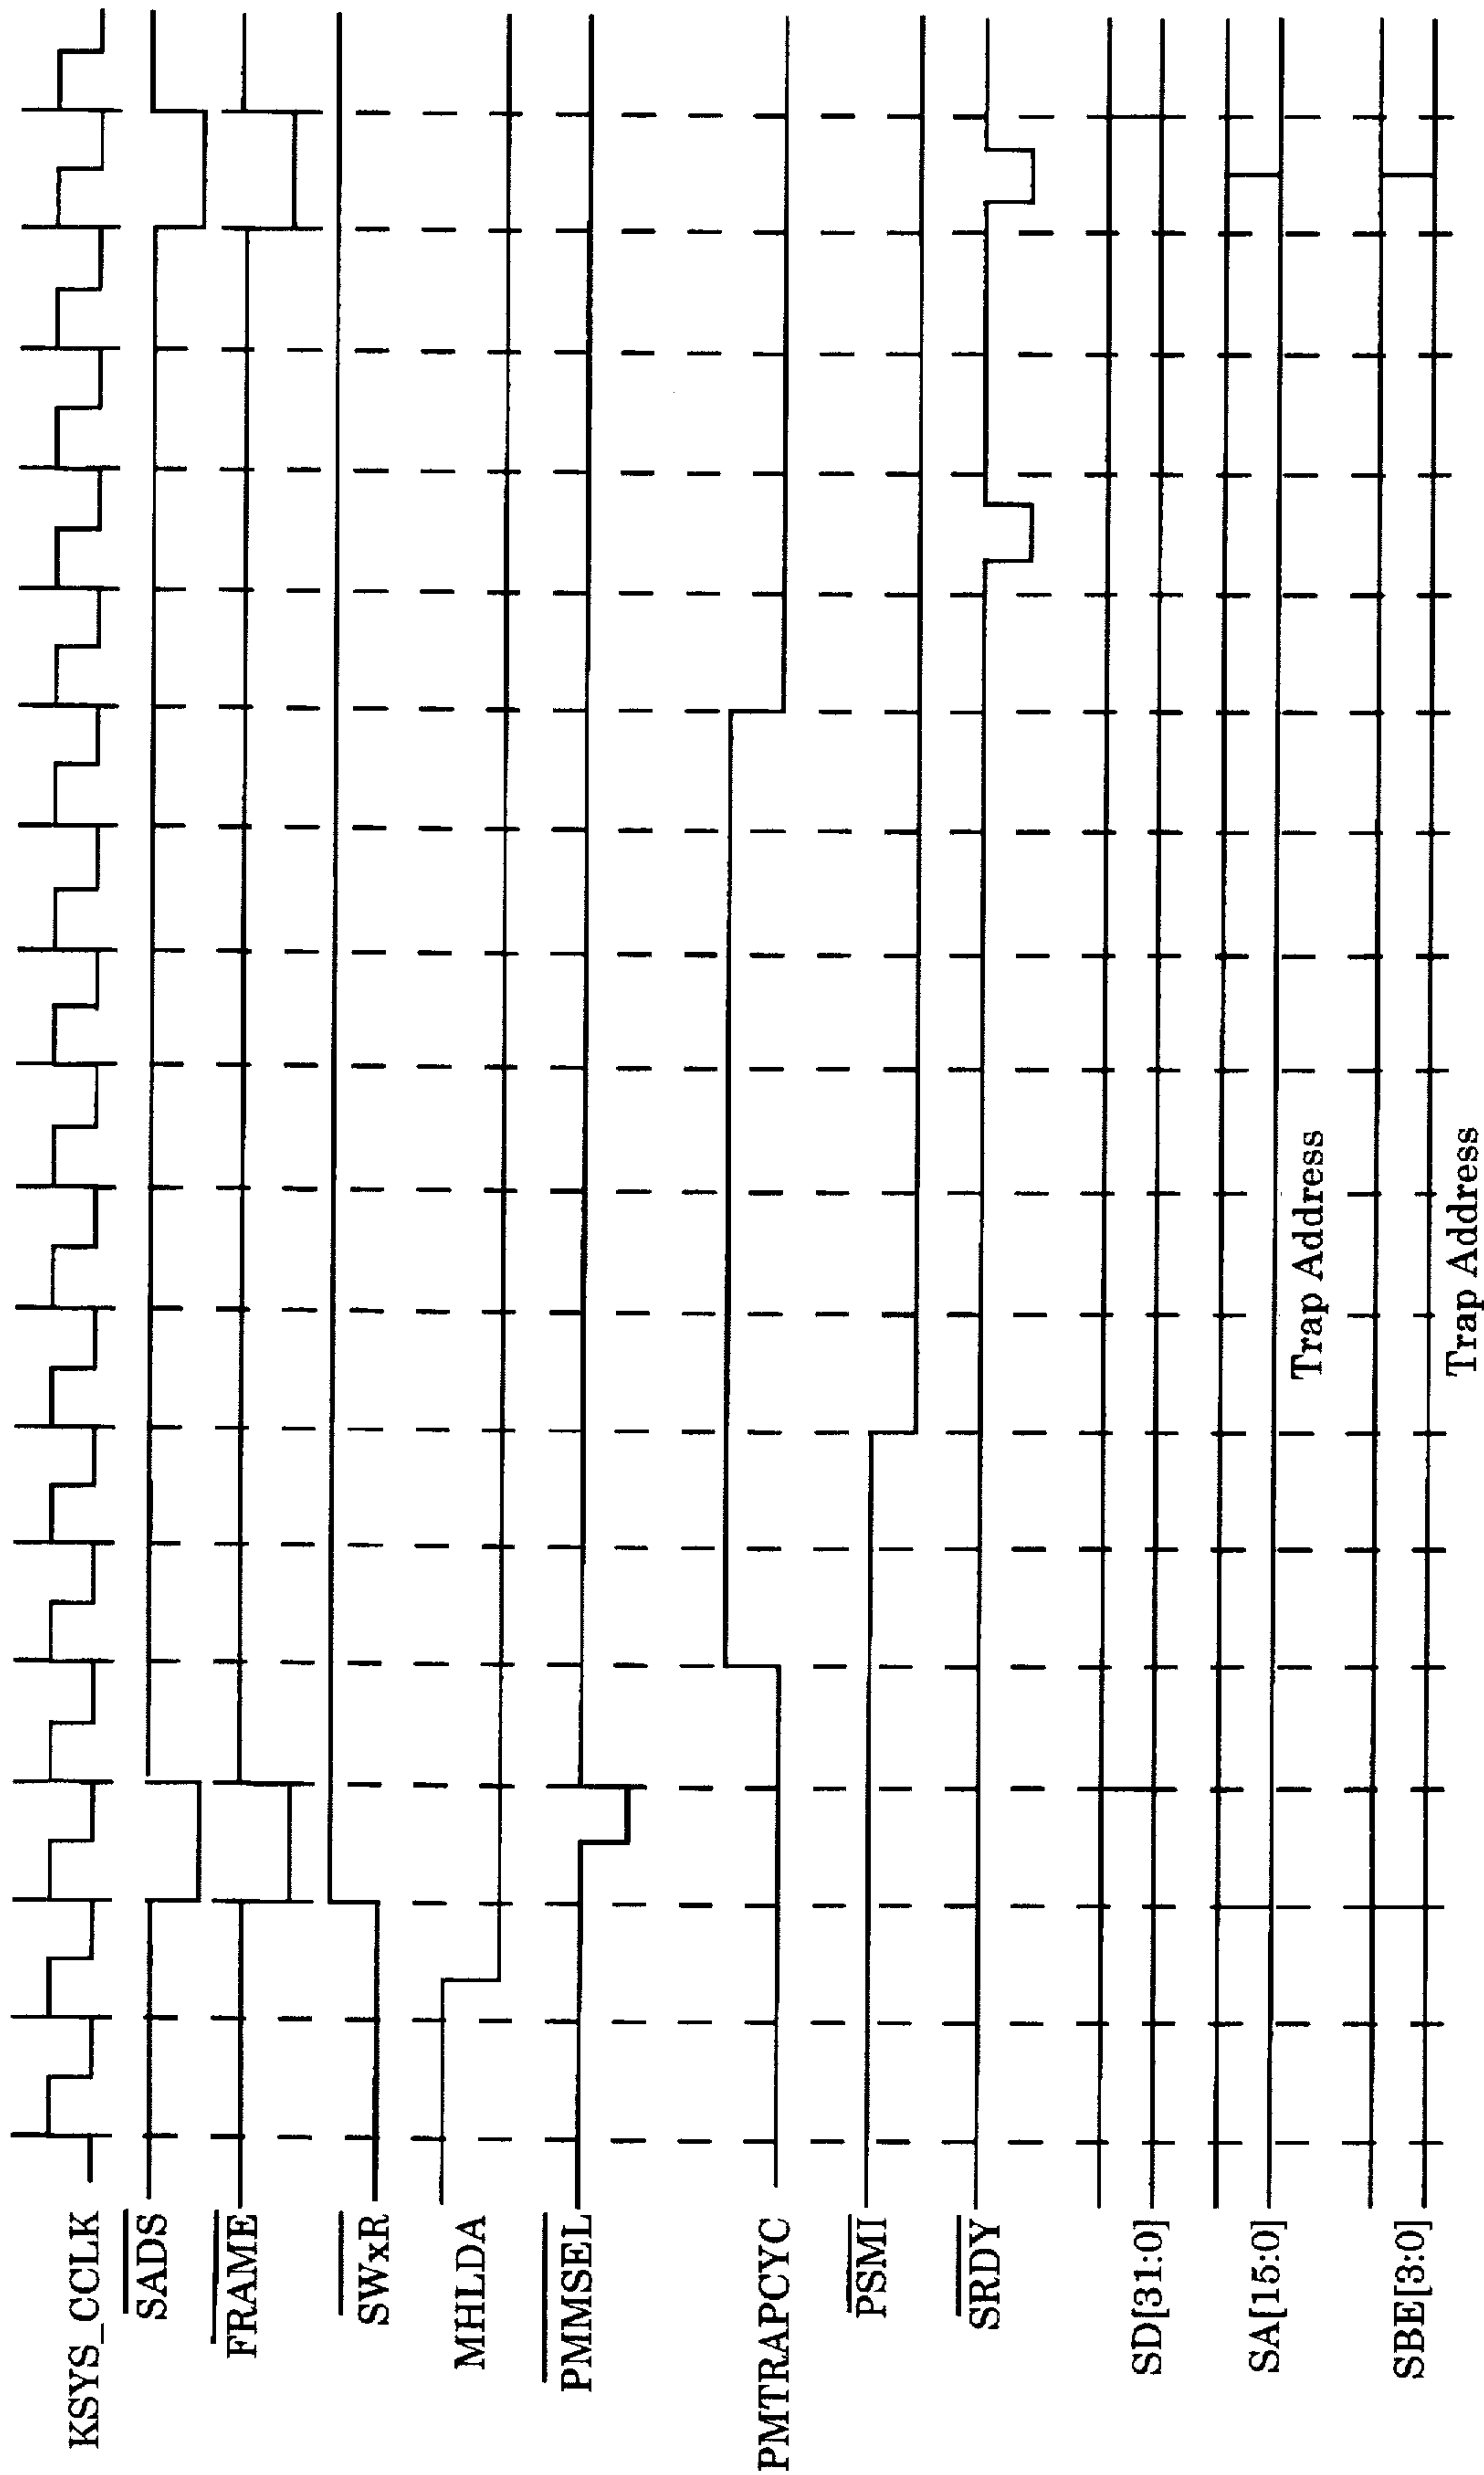 KSYS_CCLK
SADS
FRAME
SWxR
MHLDA
PMMSEL
PMTRAPCYC
PSMI
SRDY
SD[31:0]
SA[15:0]
Trap Address
SBE[3:0]
Trap Address